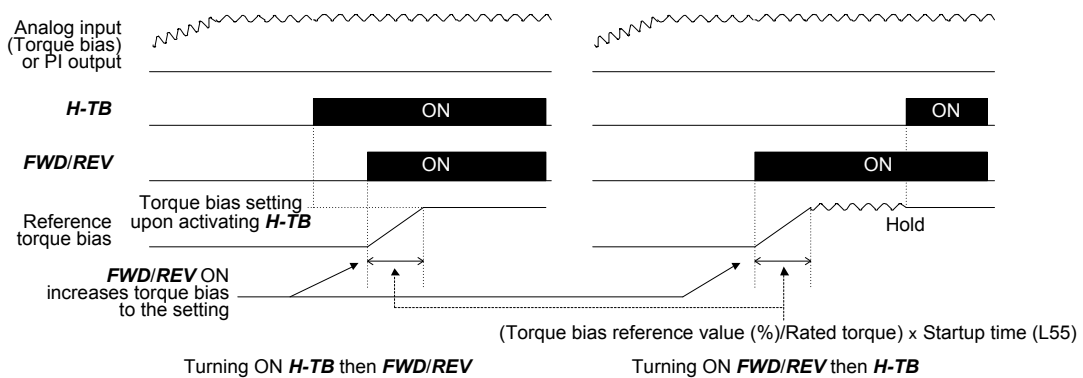 Analog input
(Torque bias)
or PI output
H-TB
ON
ON
FWD/REV
ON
ON
Torque bias setting
upon activating H-TB
Reference
torque bias
Hold
FWD/REV ON
increases torque bias
to the setting
(Torque bias reference value (%)/Rated torque) x Startup time (L55)
Turning ON H-TB then FWD/REV
Turning ON FWD/REV then H-TB